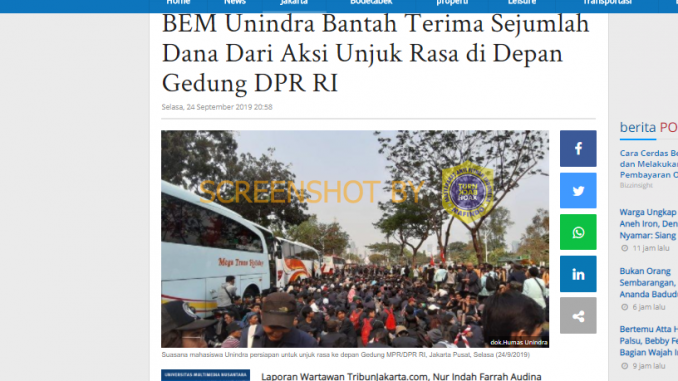 Home News Jakarta Bodetabek properti Leisure Transportasi
BEM Unindra Bantah Terima Sejumlah
Dana Dari Aksi Unjuk Rasa di Depan
Gedung DPR RI
Selasa, 24 September 2019 20:58
SCREENSHOT BY
TURN BACK HOAX
Mega Trans Holiday
dok.Humas Unindra
Suasana mahasiswa Unindra persiapan untuk unjuk rasa ke depan Gedung MPR/DPR RI, Jakarta Pusat, Selasa (24/9/2019)
UNIVERSITAS MULTIMEDIA NUSANTARA
Laporan Wartawan TribunJakarta.com, Nur Indah Farrah Audina
berita PO
Cara Cerdas Be
dan Melakuka
Pembayaran O
Bizzinsight
Warga Ungkap
Aneh Iron, Den
Nyamar: Siang
11 jam lalu
Bukan Orang
Sembarangan,
Ananda Badud
6 jam lalu
Bertemu Atta H
Palsu, Bebby Fe
Bagian Wajah I
9 jam lalu